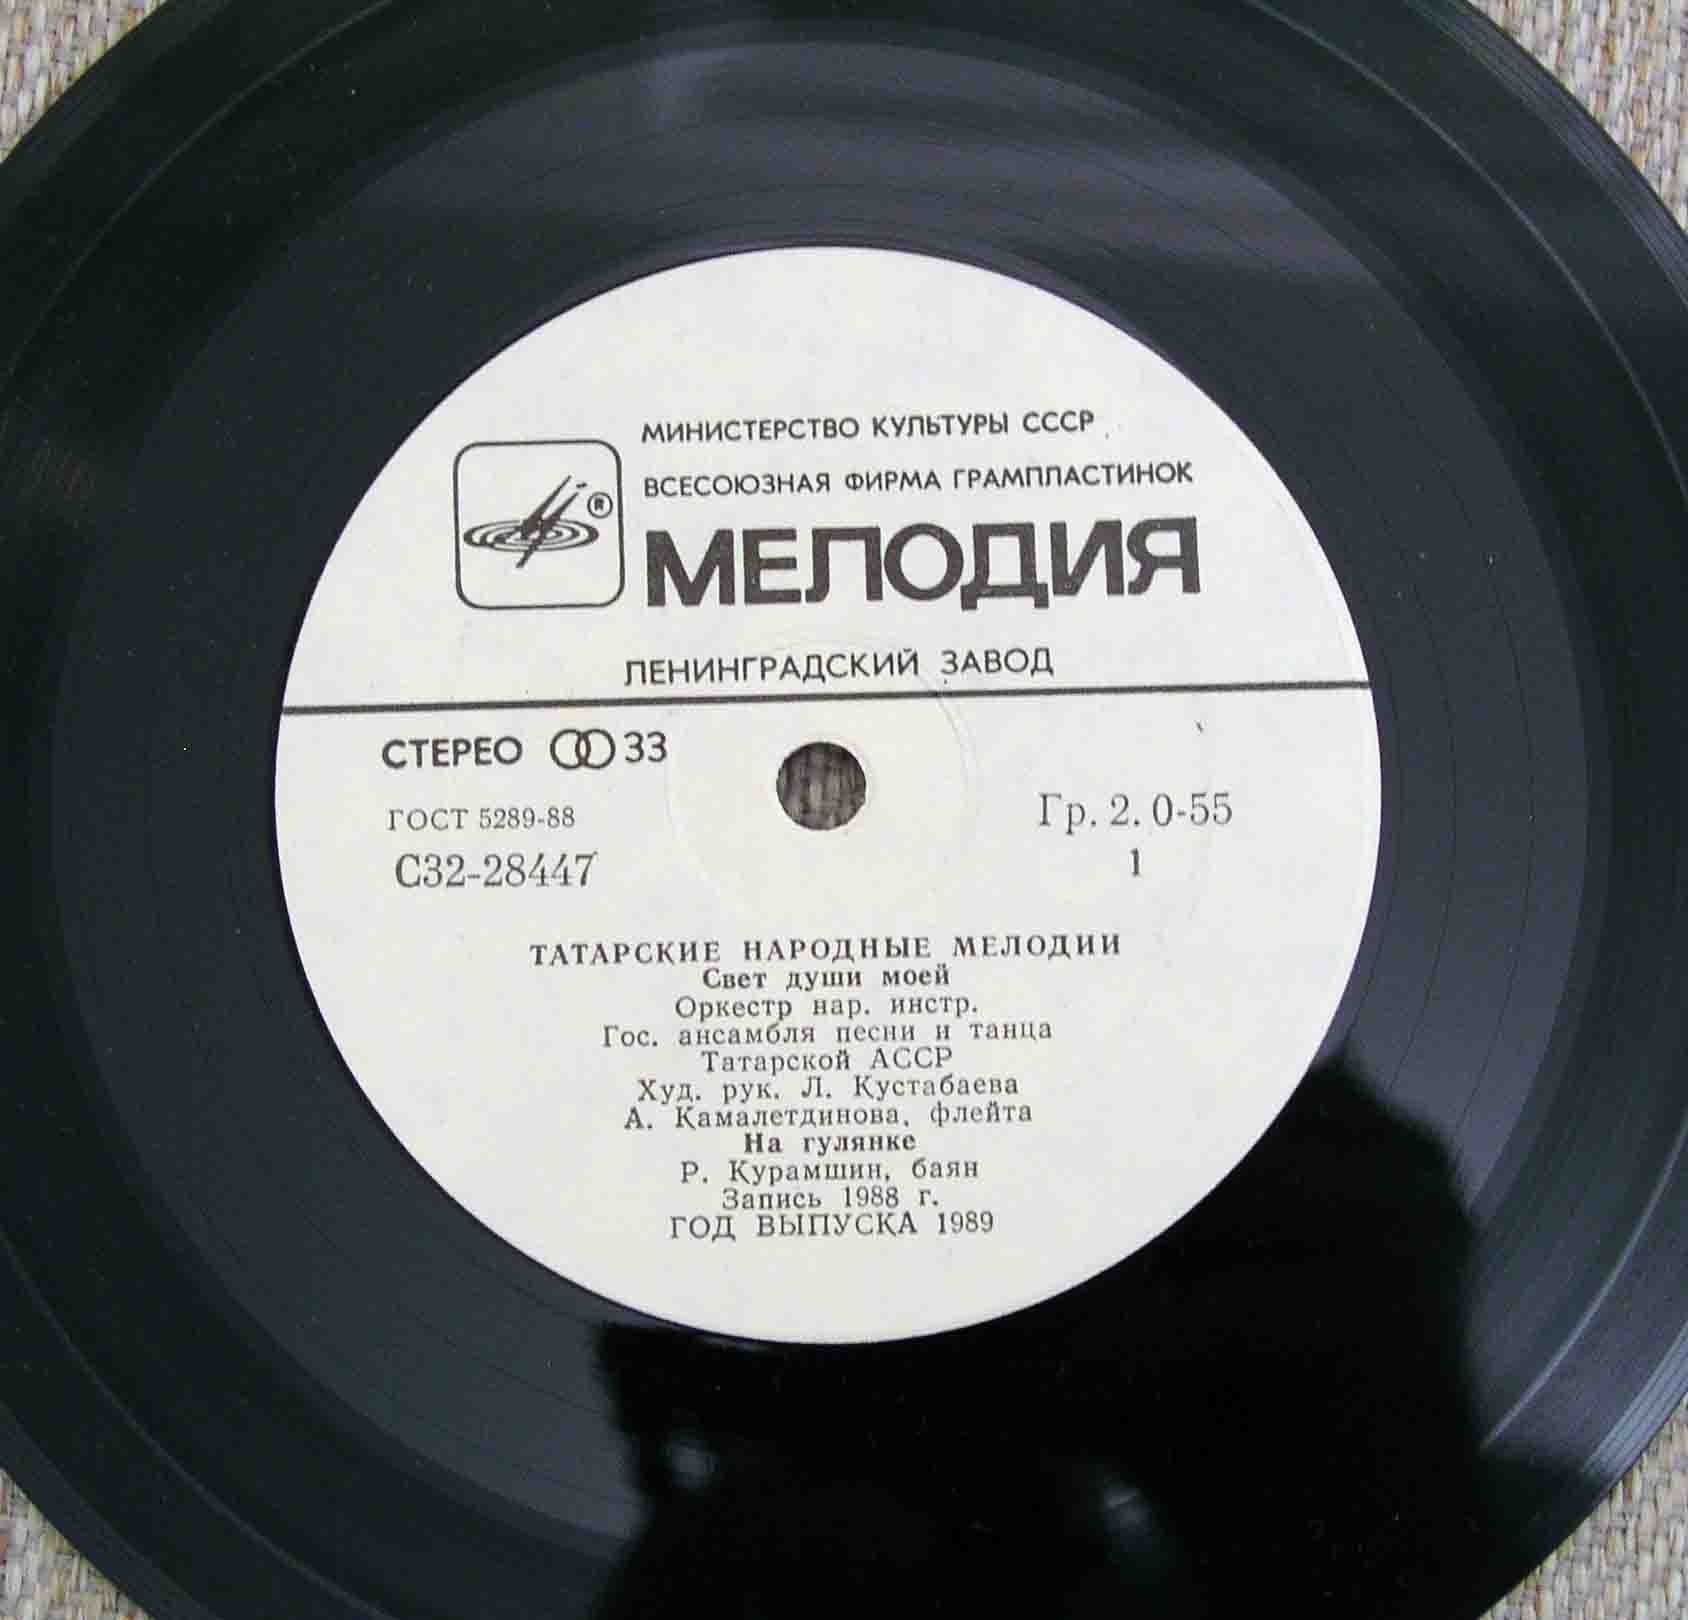 МИНИСТЕРСТВО КУЛЬТУРЫ СССР
ВСЕСОЮЗНАЯ ФИРМА ГРАМПЛАСТИНОК
®
МЕЛОДИЯ
ЛЕНИНГРАДСКИЙ ЗАВОД
СТЕРЕО 33
ГОСТ 5289-88
С32-28447
Гр. 2. 0-55
1
ТАТАРСКИЕ НАРОДНЫЕ МЕЛОДИИ
Свет души моей
Оркестр нар. инстр.
Гос. ансамбля песни и танца
Татарской АССР
Худ. рук. Л. Кустабаева
А. Камалетдинова, флейта
На гулянке
Р. Курамшин, баян
Запись 1988 г.
ГОД ВЫПУСКА 1989